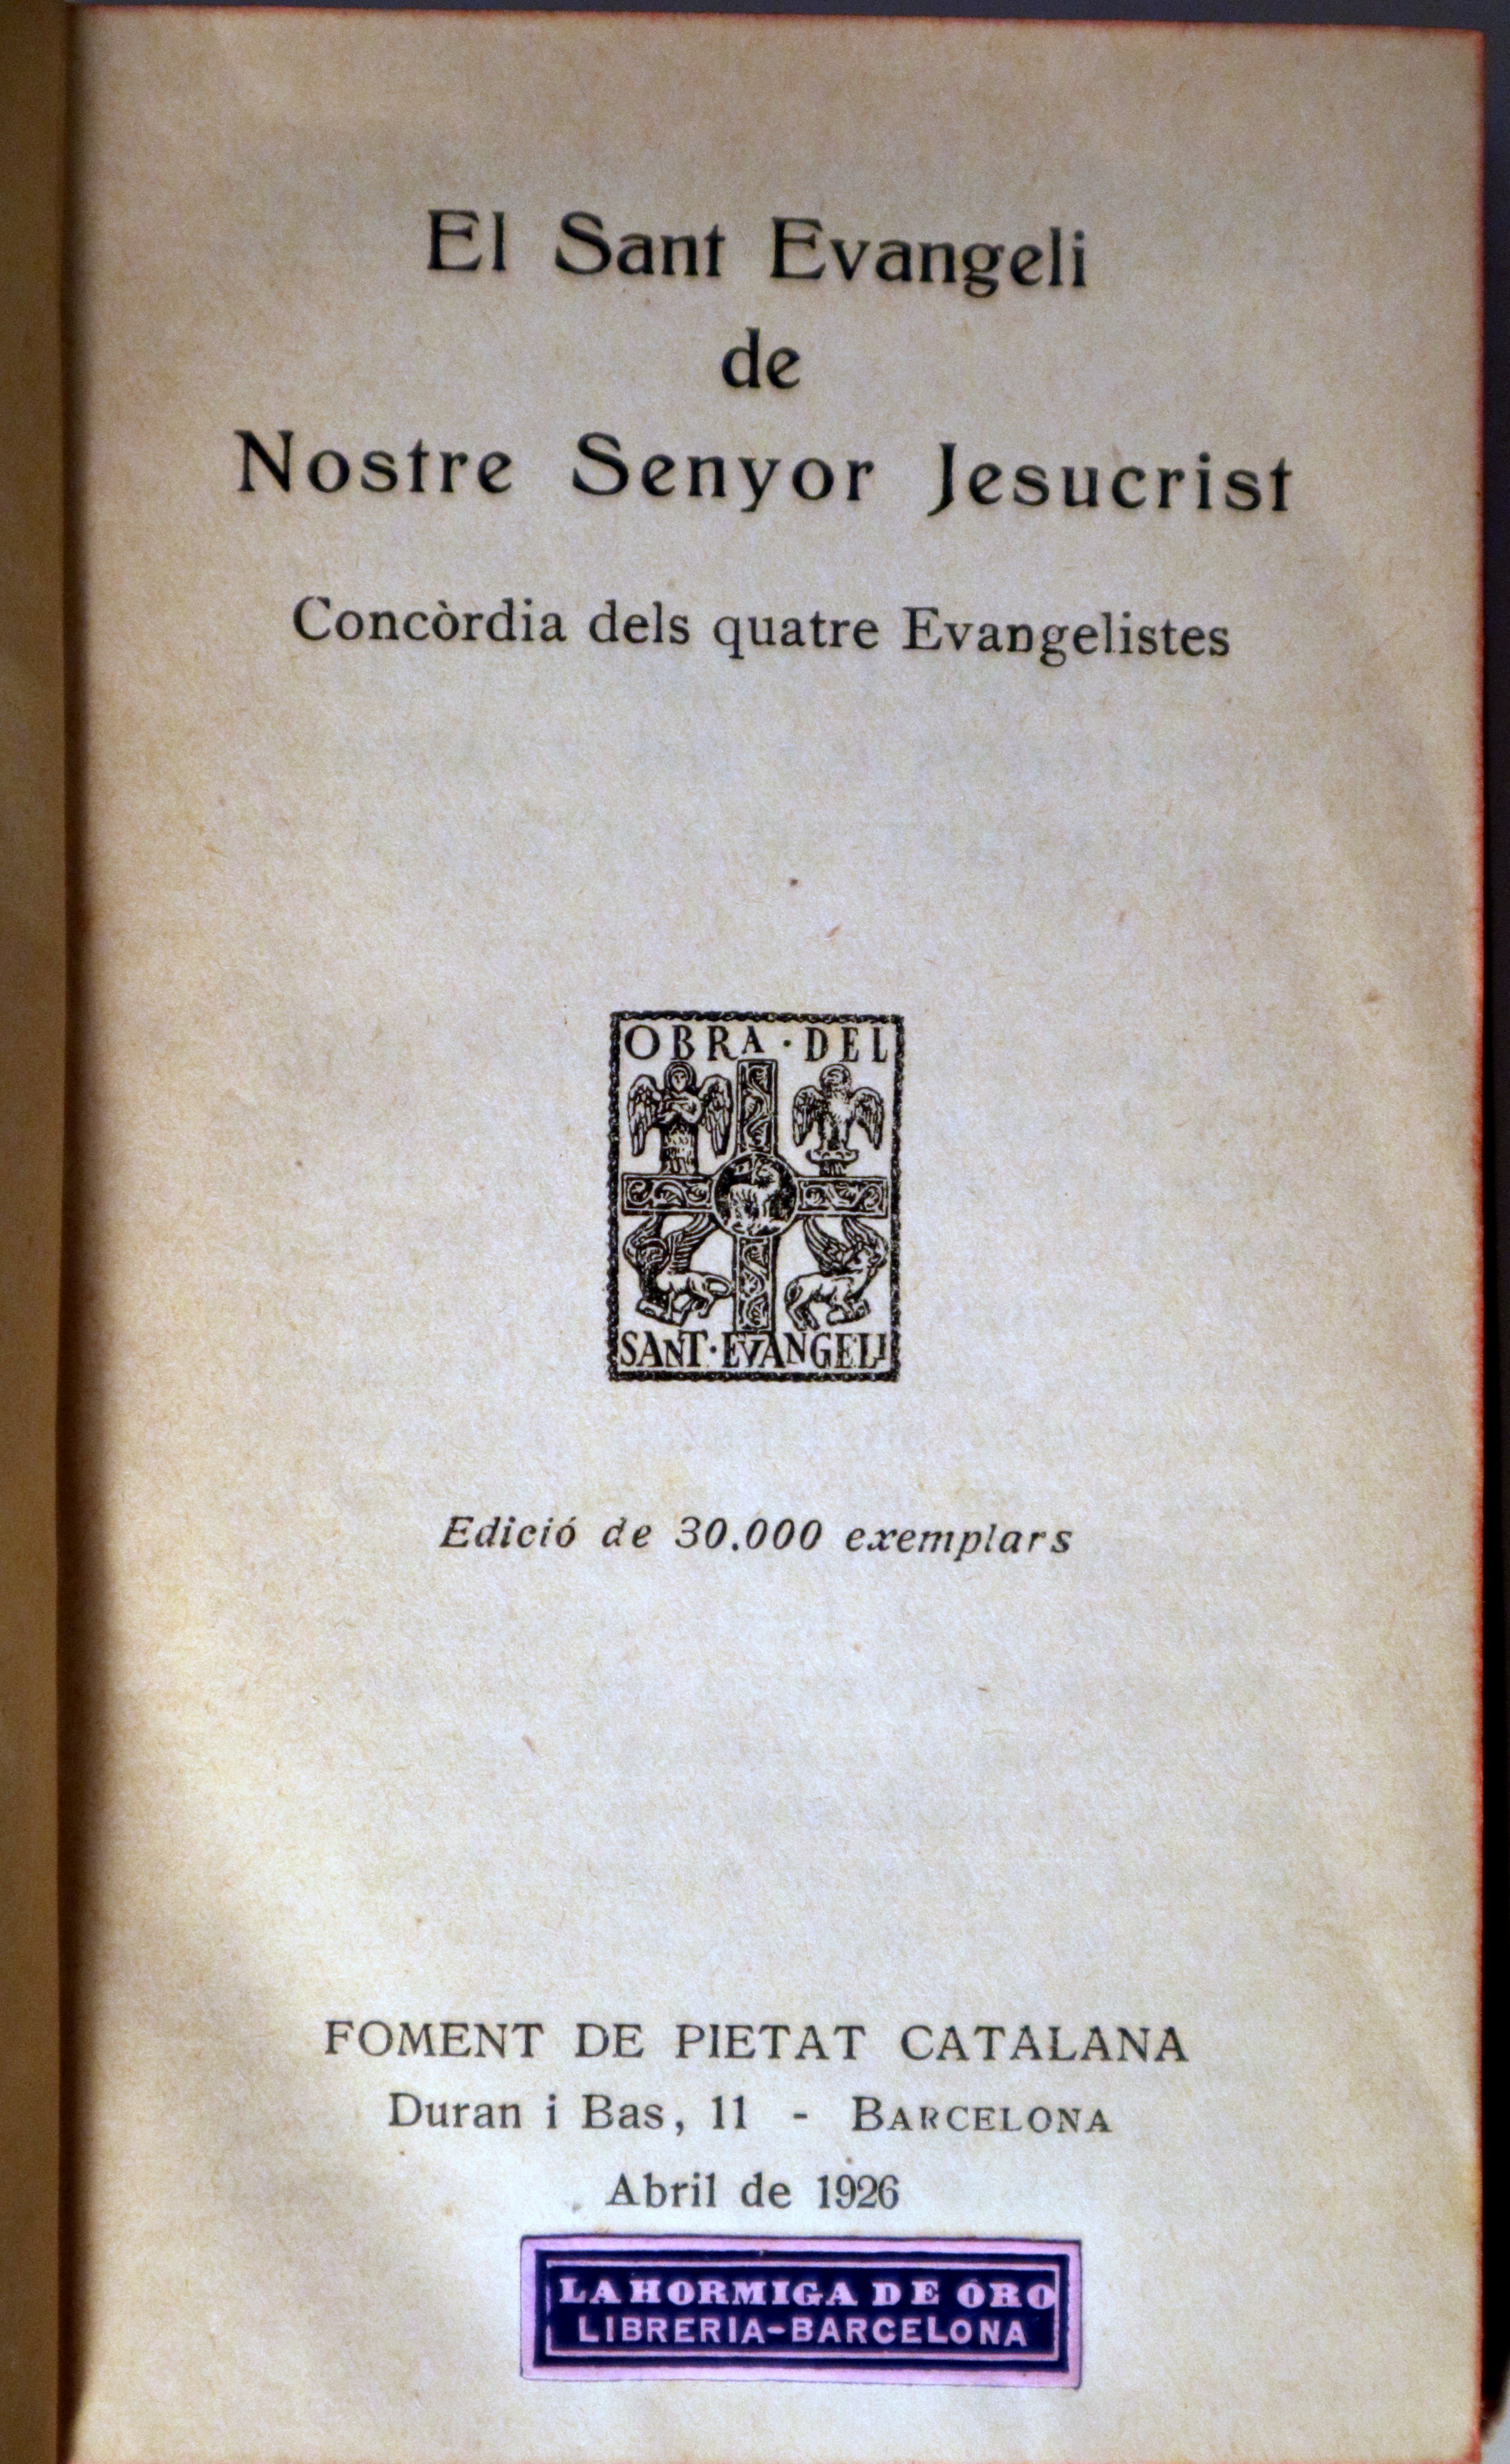 El Sant Evangeli
de
Nostre Senyor Jesucrist
Concòrdia dels quatre Evangelistes
OBRA · DEL
SANT · EVANGELI
Edició de 30.000 exemplars
FOMENT DE PIETAT CATALANA
Duran i Bas, 11 - BARCELONA
Abril de 1926
LA HORMIGA DE ORO
LIBRERIA-BARCELONA